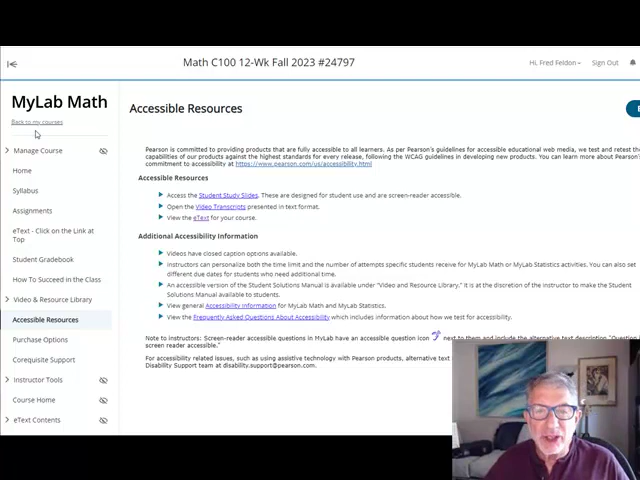 Math C100 12-Wk Fall 2023 #24797
Hi, Fred Feldon
Sign Out
MyLab Math
Back to my courses
Manage Course
Home
Syllabus
Assignments
eText - Click on the Link at
Top
Student Gradebook
How To Succeed in the Class
Video & Resource Library
Accessible Resources
Purchase Options
Corequisite Support
Instructor Tools
Course Home
eText Contents
Accessible Resources
Pearson is committed to providing products that are fully accessible to all learners. As per Pearson's guidelines for accessible educational web media, we test and retest the
capabilities of our products against the highest standards for every release, following the WCAG guidelines in developing new products. You can learn more about Pearson's
commitment to accessibility at https://www.pearson.com/us/accessibility.html
Accessible Resources
Access the Student Study Slides. These are designed for student use and are screen-reader accessible.
Open the Video Transcripts presented in text format.
View the eText for your course.
Additional Accessibility Information
Videos have closed caption options available.
Instructors can personalize both the time limit and the number of attempts specific students receive for MyLab Math or MyLab Statistics activities. You can also set
different due dates for students who need additional time.
An accessible version of the Student Solutions Manual is available under "Video and Resource Library." It is at the discretion of the instructor to make the Student
Solutions Manual available to students.
View general Accessibility Information for MyLab Math and MyLab Statistics.
View the Frequently Asked Questions About Accessibility which includes information about how we test for accessibility.
Note to instructors: Screen-reader accessible questions in MyLab have an accessible question icon next to them and include the alternative text description "Question is
screen reader accessible."
For accessibility related issues, such as using assistive technology with Pearson products, alternative text
Disability Support team at disability.support@pearson.com.